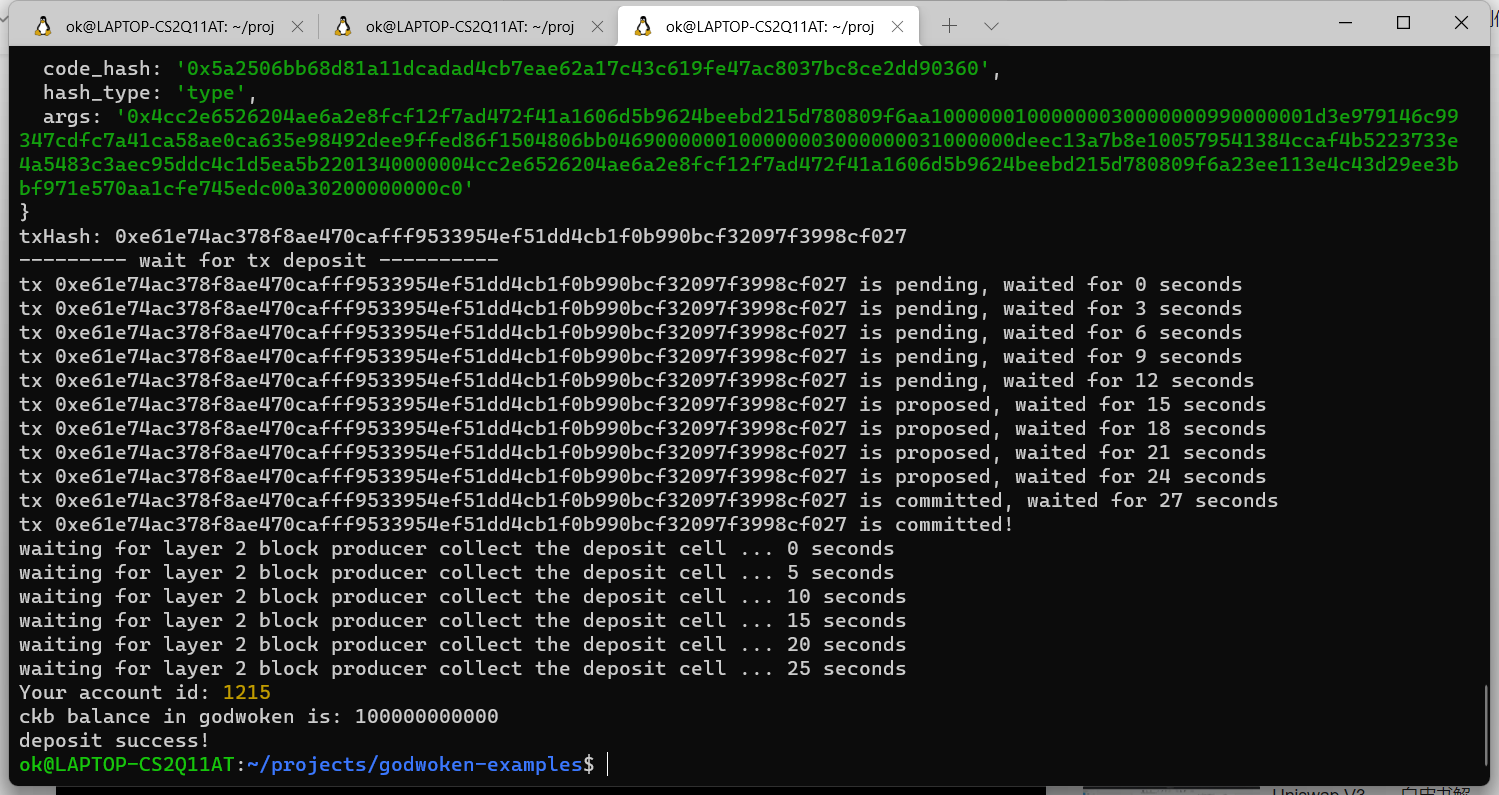 ok@LAPTOP-CS2Q11AT: ~/proj
ok@LAPTOP-CS2Q11AT: ~/proj
ok@LAPTOP-CS2Q11AT: ~/proj
code_hash: '0x5a2506bb68d81a11dcadad4cb7eae62a17c43c619fe47ac8037bc8ce2dd90360',
hash_type: 'type',
args: '0x4cc2e6526204ae6a2e8fcf12f7ad472f41a1606d5b9624beebd215d780809f6aa10000001000000030000000990000001d3e979146c99
347cdfc7a41ca58ae0ca635e98492dee9ffed86f1504806bb04690000001000000030000000310000000deec13a7b8e100579541384ccaf4b5223733e
4a5483c3aec95ddc4c1d5ea5b2201340000004cc2e6526204ae6a2e8fcf12f7ad472f41a1606d5b9624beebd215d780809f6a23ee113e4c43d29ee3b
bf971e570aa1cfe745edc00a30200000000c0'
}
txHash: 0xe61e74ac378f8ae470cafff9533954ef51dd4cb1f0b990bcf32097f3998cf027
--------- wait for tx deposit ----------
tx 0xe61e74ac378f8ae470cafff9533954ef51dd4cb1f0b990bcf32097f3998cf027 is pending, waited for 0 seconds
tx 0xe61e74ac378f8ae470cafff9533954ef51dd4cb1f0b990bcf32097f3998cf027 is pending, waited for 3 seconds
tx 0xe61e74ac378f8ae470cafff9533954ef51dd4cb1f0b990bcf32097f3998cf027 is pending, waited for 6 seconds
tx 0xe61e74ac378f8ae470cafff9533954ef51dd4cb1f0b990bcf32097f3998cf027 is pending, waited for 9 seconds
tx 0xe61e74ac378f8ae470cafff9533954ef51dd4cb1f0b990bcf32097f3998cf027 is pending, waited for 12 seconds
tx 0xe61e74ac378f8ae470cafff9533954ef51dd4cb1f0b990bcf32097f3998cf027 is proposed, waited for 15 seconds
tx 0xe61e74ac378f8ae470cafff9533954ef51dd4cb1f0b990bcf32097f3998cf027 is proposed, waited for 18 seconds
tx 0xe61e74ac378f8ae470cafff9533954ef51dd4cb1f0b990bcf32097f3998cf027 is proposed, waited for 21 seconds
tx 0xe61e74ac378f8ae470cafff9533954ef51dd4cb1f0b990bcf32097f3998cf027 is proposed, waited for 24 seconds
tx 0xe61e74ac378f8ae470cafff9533954ef51dd4cb1f0b990bcf32097f3998cf027 is committed, waited for 27 seconds
tx 0xe61e74ac378f8ae470cafff9533954ef51dd4cb1f0b990bcf32097f3998cf027 is committed!
waiting for layer 2 block producer collect the deposit cell ... 0 seconds
waiting for layer 2 block producer collect the deposit cell ... 5 seconds
waiting for layer 2 block producer collect the deposit cell ... 10 seconds
waiting for layer 2 block producer collect the deposit cell ... 15 seconds
waiting for layer 2 block producer collect the deposit cell ... 20 seconds
waiting for layer 2 block producer collect the deposit cell ... 25 seconds
Your account id: 1215
ckb balance in godwoken is: 100000000000
deposit success!
ok@LAPTOP-CS2Q11AT:~/projects/godwoken-examples$